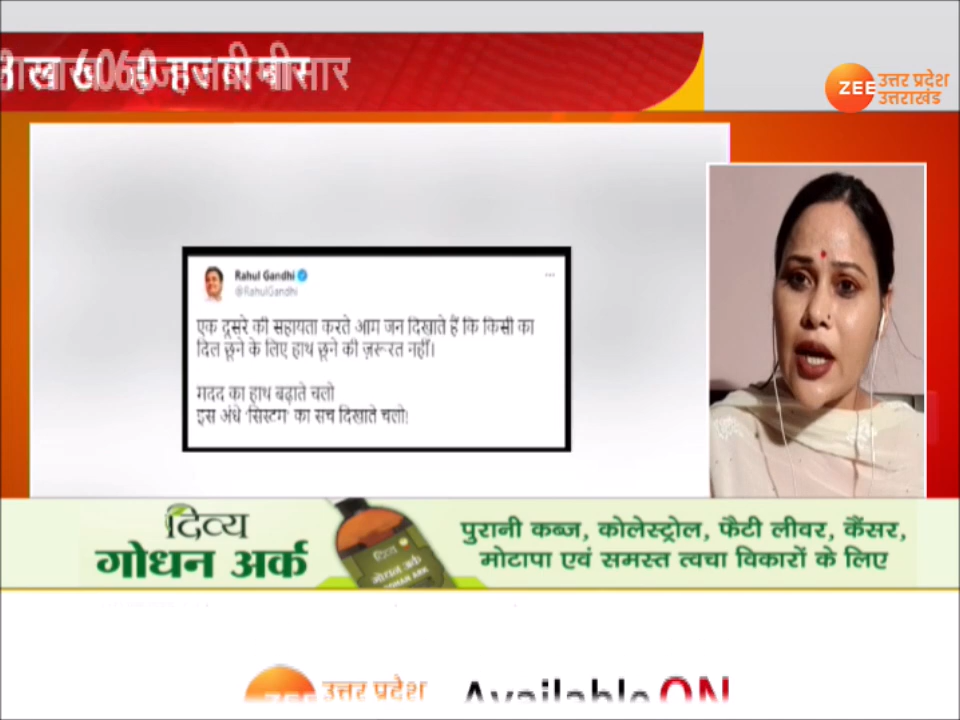 ZEE उत्तर प्रदेश
उत्तराखंड
Rahul Gandhi
@RahulGandhi
एक दूसरे की सहायता करते आम जन दिखाते हैं कि किसी का
दिल छूने के लिए हाथ छूने की ज़रूरत नहीं।
मदद का हाथ बढ़ाते चलो
इस अंधे 'सिस्टम' का सच दिखाते चलो!
दिव्य
गोधन अर्क
पुरानी कब्ज, कोलेस्ट्रोल, फैटी लीवर, कैंसर,
मोटापा एवं समस्त त्वचा विकारों के लिए
ZEE उत्तर प्रदेश Available ON